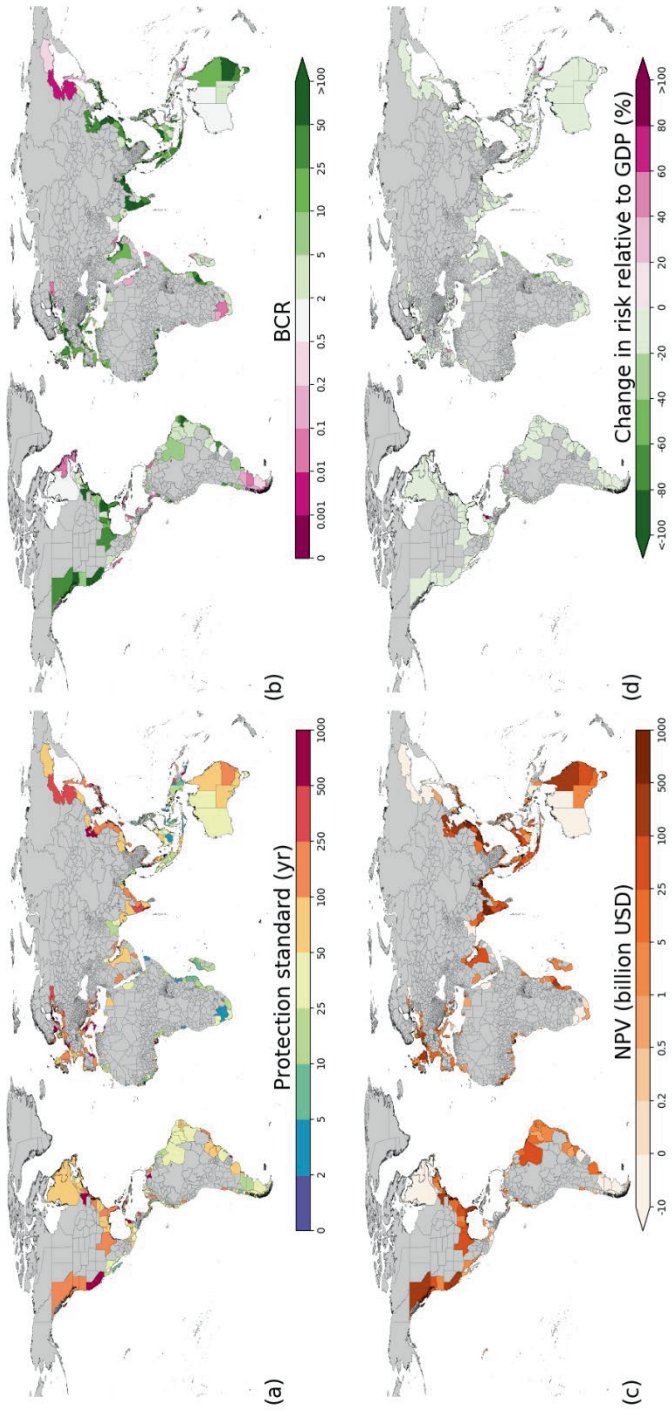 (a)
0 2 5 10 25 50 100 250 500 1000
Protection standard (yr)
(b)
0 0.001 0.01 0.1 0.2 0.5 2 5 10 25 50 >100
BCR
(c)
-10 0 0.2 0.5 1 5 25 100 500 1000
NPV (billion USD)
(d)
<100 -80 -60 -40 -20 0 20 40 60 80 >100
Change in risk relative to GDP (%)